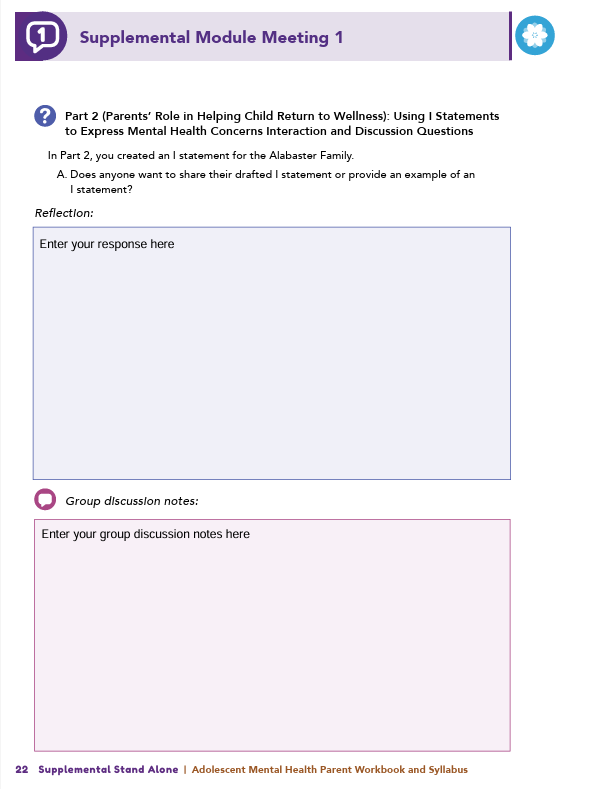 1
Supplemental Module Meeting 1
?
Part 2 (Parents’ Role in Helping Child Return to Wellness): Using I Statements
to Express Mental Health Concerns Interaction and Discussion Questions
In Part 2, you created an I statement for the Alabaster Family.
A. Does anyone want to share their drafted I statement or provide an example of an
I statement?
Reflection:
Enter your response here
Group discussion notes:
Enter your group discussion notes here
22 Supplemental Stand Alone | Adolescent Mental Health Parent Workbook and Syllabus